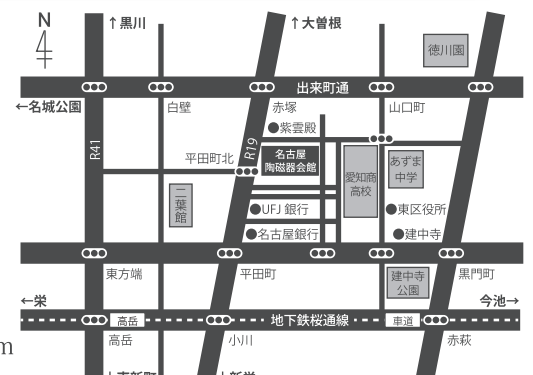 N
↑黒川
↑大曽根
徳川園
出来町通
←名城公園
白壁
赤塚
山口町
●紫雲殿
R41
R19
平田町北
名古屋
陶磁器会館
愛知商
高校
あずま
中学
二葉館
●UFJ 銀行
●東区役所
●名古屋銀行
●建中寺
東方端
平田町
建中寺
公園
黒門町
←栄
今池→
高岳
地下鉄桜通線
車道
m
高岳
小川
赤萩